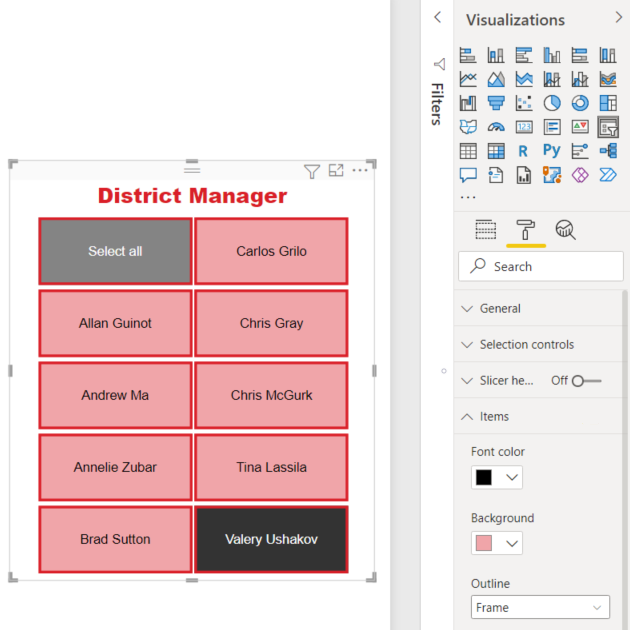 District Manager
Select all
Carlos Grilo
Allan Guinot
Chris Gray
Andrew Ma
Chris McGurk
Annelie Zubar
Tina Lassila
Brad Sutton
Valery Ushakov
Filters
Visualizations
123
R
Py
...
Search
General
Selection controls
Slicer he... Off
Items
Font color
Background
Outline
Frame